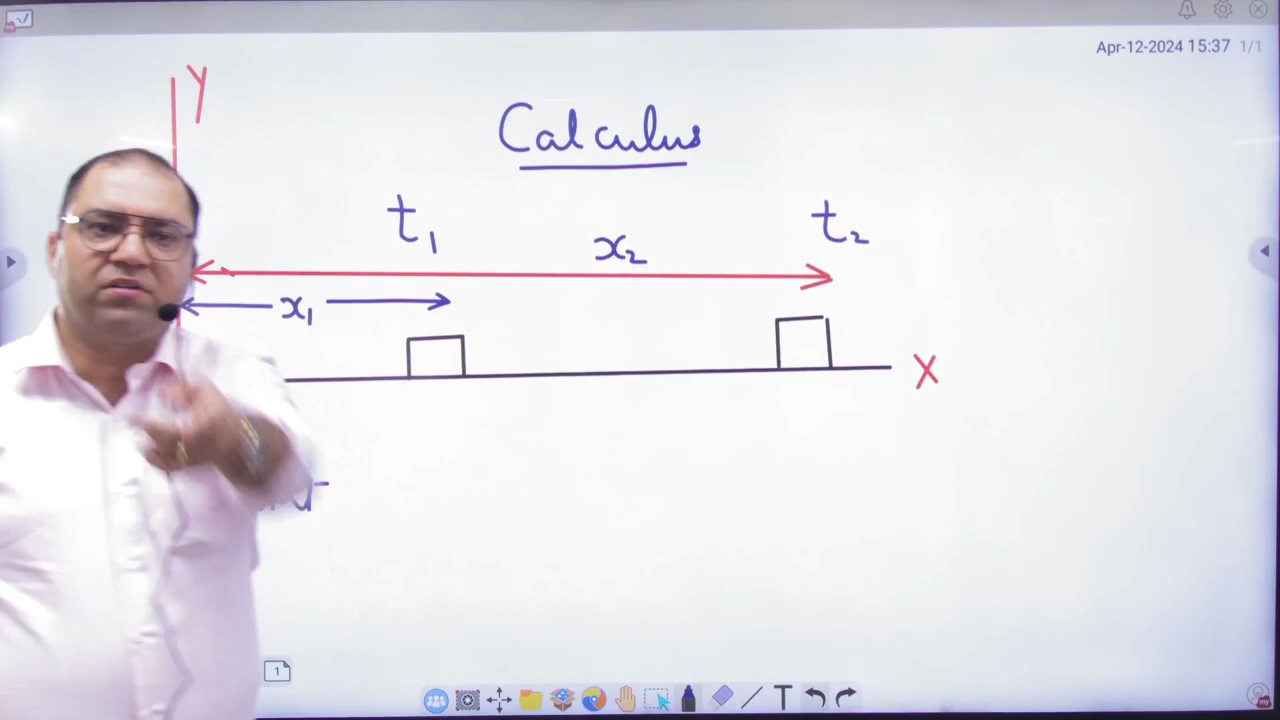 Apr-12-2024 15:37 1/1
y
Calculus
t₁ t₂
x₂
x₁
X
1
T